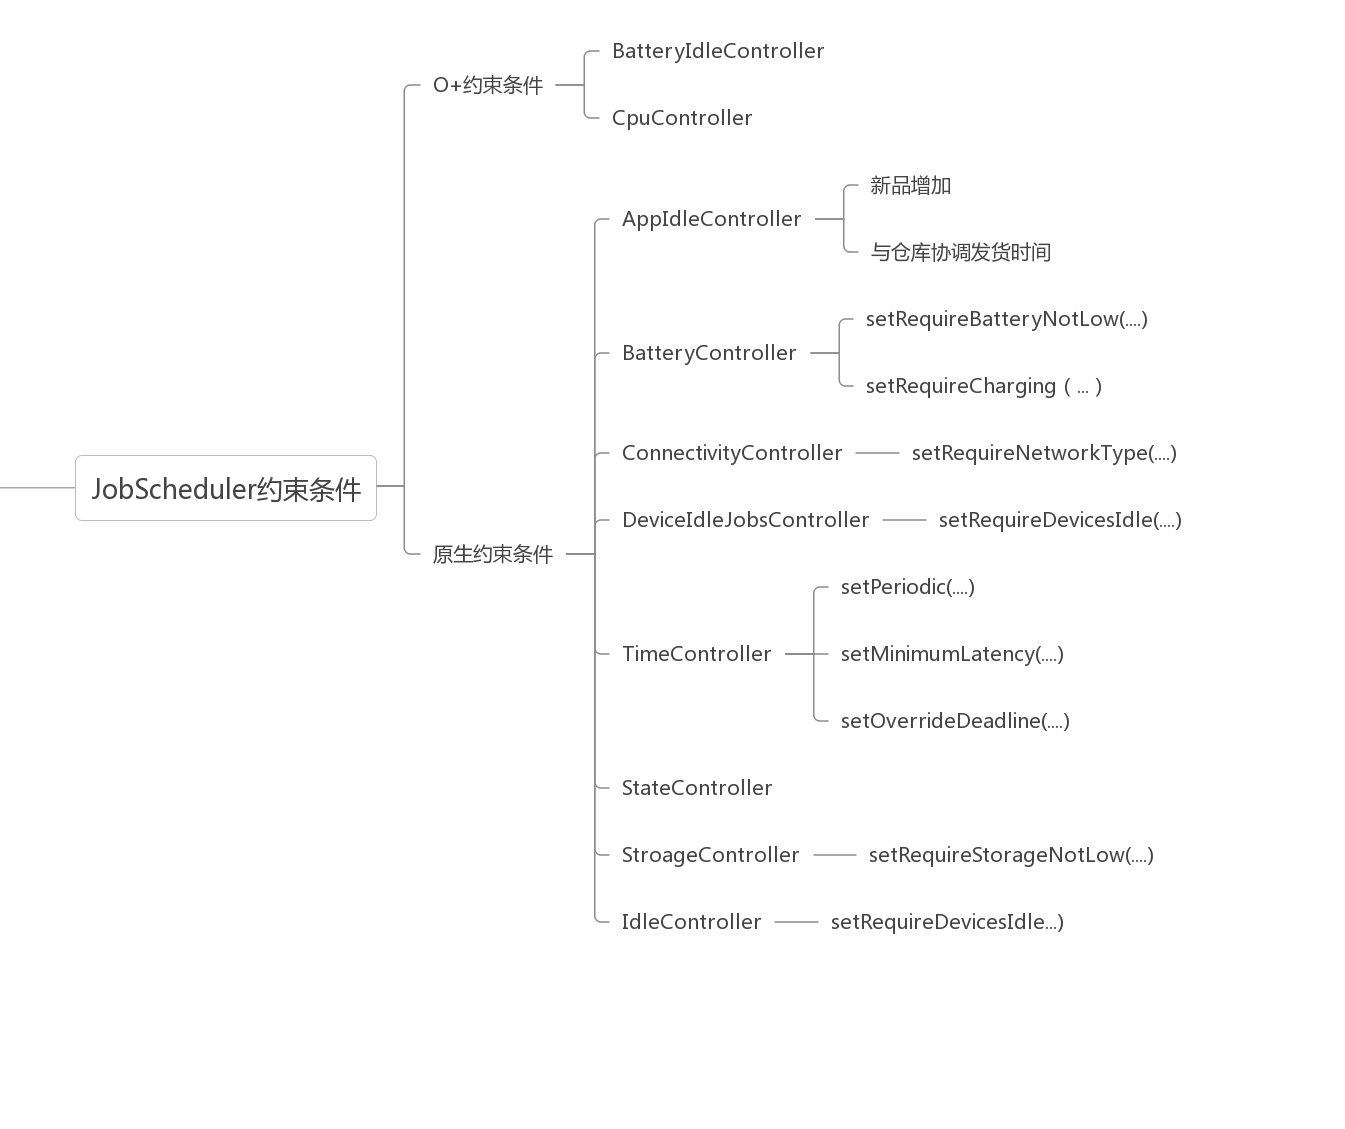 JobScheduler约束条件
O+约束条件
BatteryIdleController
CpuController
原生约束条件
AppIdleController
新品增加
与仓库协调发货时间
BatteryController
setRequireBatteryNotLow(....)
setRequireCharging ( ... )
ConnectivityController
setRequireNetworkType(....)
DeviceIdleJobsController
setRequireDevicesIdle(....)
TimeController
setPeriodic(....)
setMinimumLatency(....)
setOverrideDeadline(....)
StateController
StroageController
setRequireStorageNotLow(....)
IdleController
setRequireDevicesIdle...)